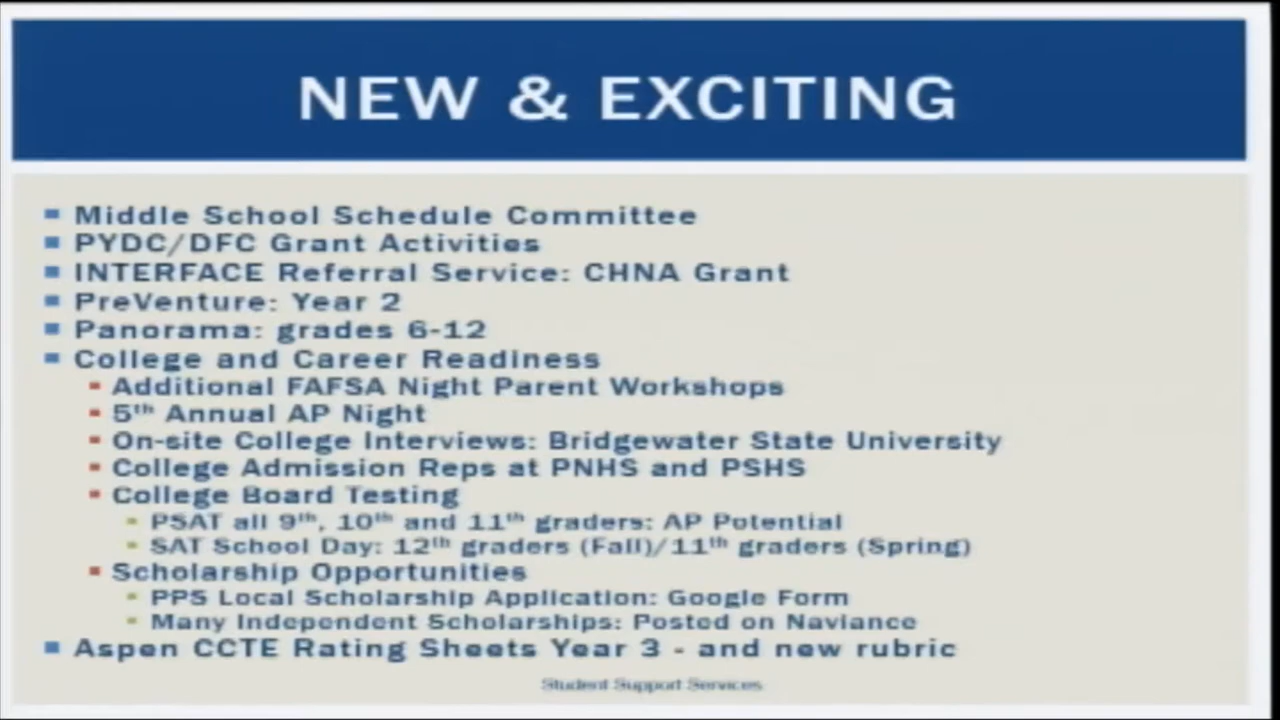 NEW & EXCITING
Middle School Schedule Committee
PYDC/DFC Grant Activities
INTERFACE Referral Service: CHNA Grant
PreVenture: Year 2
Panorama: grades 6-12
College and Career Readiness
Additional FAFSA Night Parent Workshops
5th Annual AP Night
On-site College Interviews: Bridgewater State University
College Admission Reps at PNHS and PSHS
College Board Testing
PSAT all 9th, 10th and 11th graders: AP Potential
SAT School Day: 12th graders (Fall)/11th graders (Spring)
Scholarship Opportunities
PPS Local Scholarship Application: Google Form
Many Independent Scholarships: Posted on Naviance
Aspen CCTE Rating Sheets Year 3 - and new rubric
Student Support Services